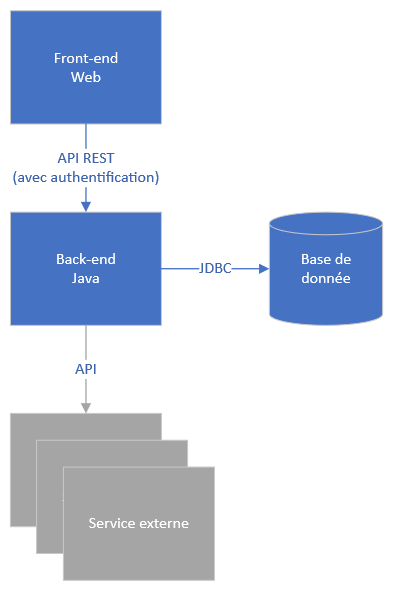 Front-end
Web
API REST
(avec authentification)
Back-end
Java
JDBC
Base de
donnée
API
Service externe